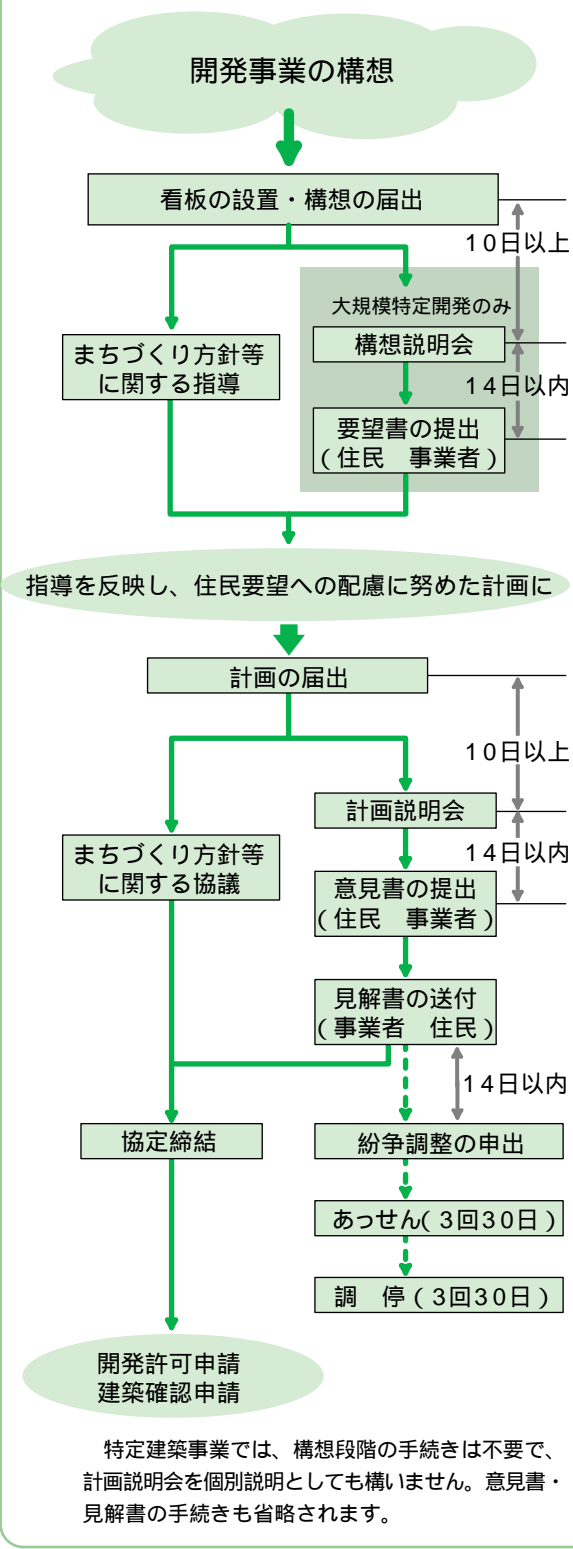 開発事業の構想
看板の設置・構想の届出
10日以上
大規模特定開発のみ
まちづくり方針等
に関する指導
構想説明会
14日以内
要望書の提出
(住民　事業者)
指導を反映し、住民要望への配慮に努めた計画に
計画の届出
10日以上
計画説明会
まちづくり方針等
に関する協議
14日以内
意見書の提出
(住民　事業者)
見解書の送付
(事業者　住民)
14日以内
協定締結
紛争調整の申出
あっせん(3回30日)
調　停(3回30日)
開発許可申請
建築確認申請
　特定建築事業では、構想段階の手続きは不要で、
計画説明会を個別説明としても構いません。意見書・
見解書の手続きも省略されます。